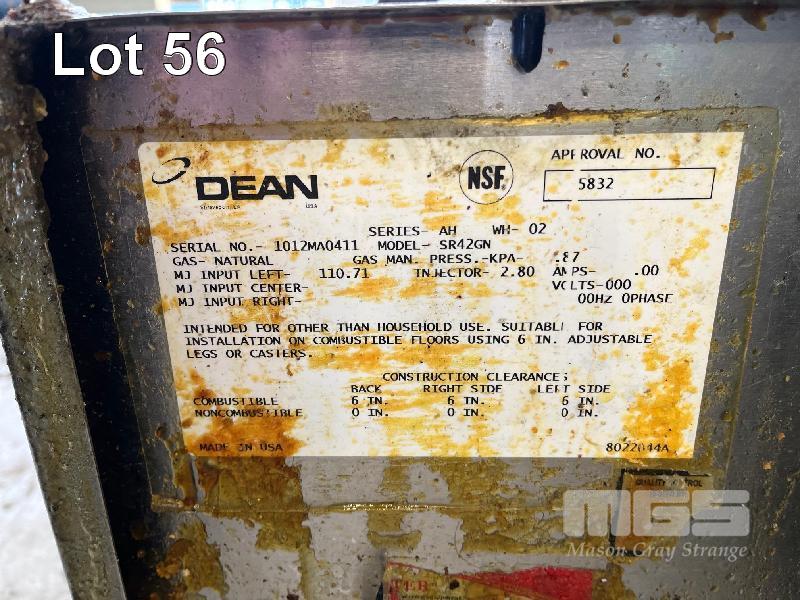 Lot 56
DEAN
USA
NSF
APPROVAL NO.
5832
SERIES- AH WH- 02
SERIAL NO.- 1012MA0411 MODEL- SR42GN
GAS- NATURAL GAS MAN. PRESS.-KPA- .87
MJ INPUT LEFT- 110.71 INJECTOR- 2.80 AMPS- .00
MJ INPUT CENTER- VOLTS-000
MJ INPUT RIGHT- 00HZ 0PHASE
INTENDED FOR OTHER THAN HOUSEHOLD USE. SUITABLE FOR
INSTALLATION ON COMBUSTIBLE FLOORS USING 6 IN. ADJUSTABLE
LEGS OR CASTERS.
CONSTRUCTION CLEARANCES
BACK RIGHT SIDE LEFT SIDE
COMBUSTIBLE 6 IN. 6 IN. 6 IN.
NONCOMBUSTIBLE 0 IN. 0 IN. 0 IN.
MADE IN USA 8022044A
QUALITY CONTROL
MGS
Mason Gray Strange